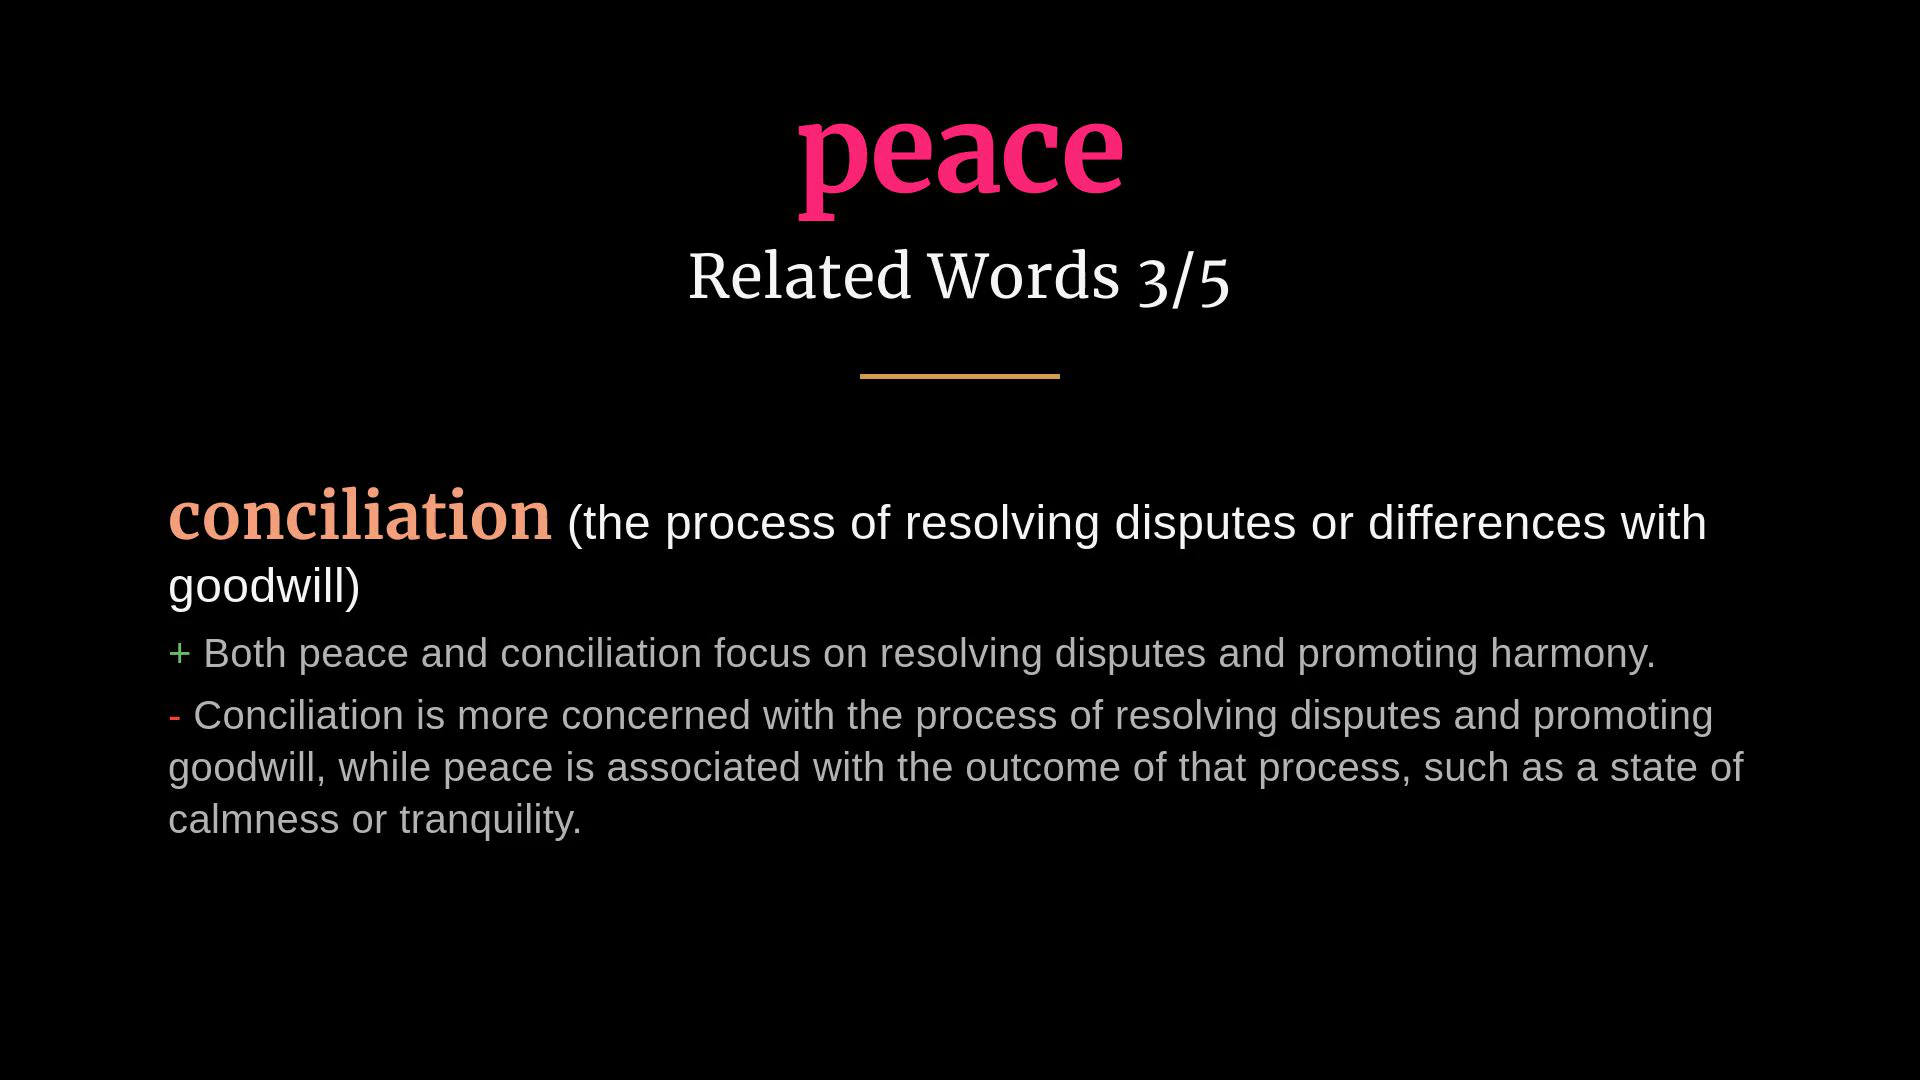 peace
Related Words 3/5
conciliation (the process of resolving disputes or differences with
goodwill)
+ Both peace and conciliation focus on resolving disputes and promoting harmony.
- Conciliation is more concerned with the process of resolving disputes and promoting
goodwill, while peace is associated with the outcome of that process, such as a state of
calmness or tranquility.